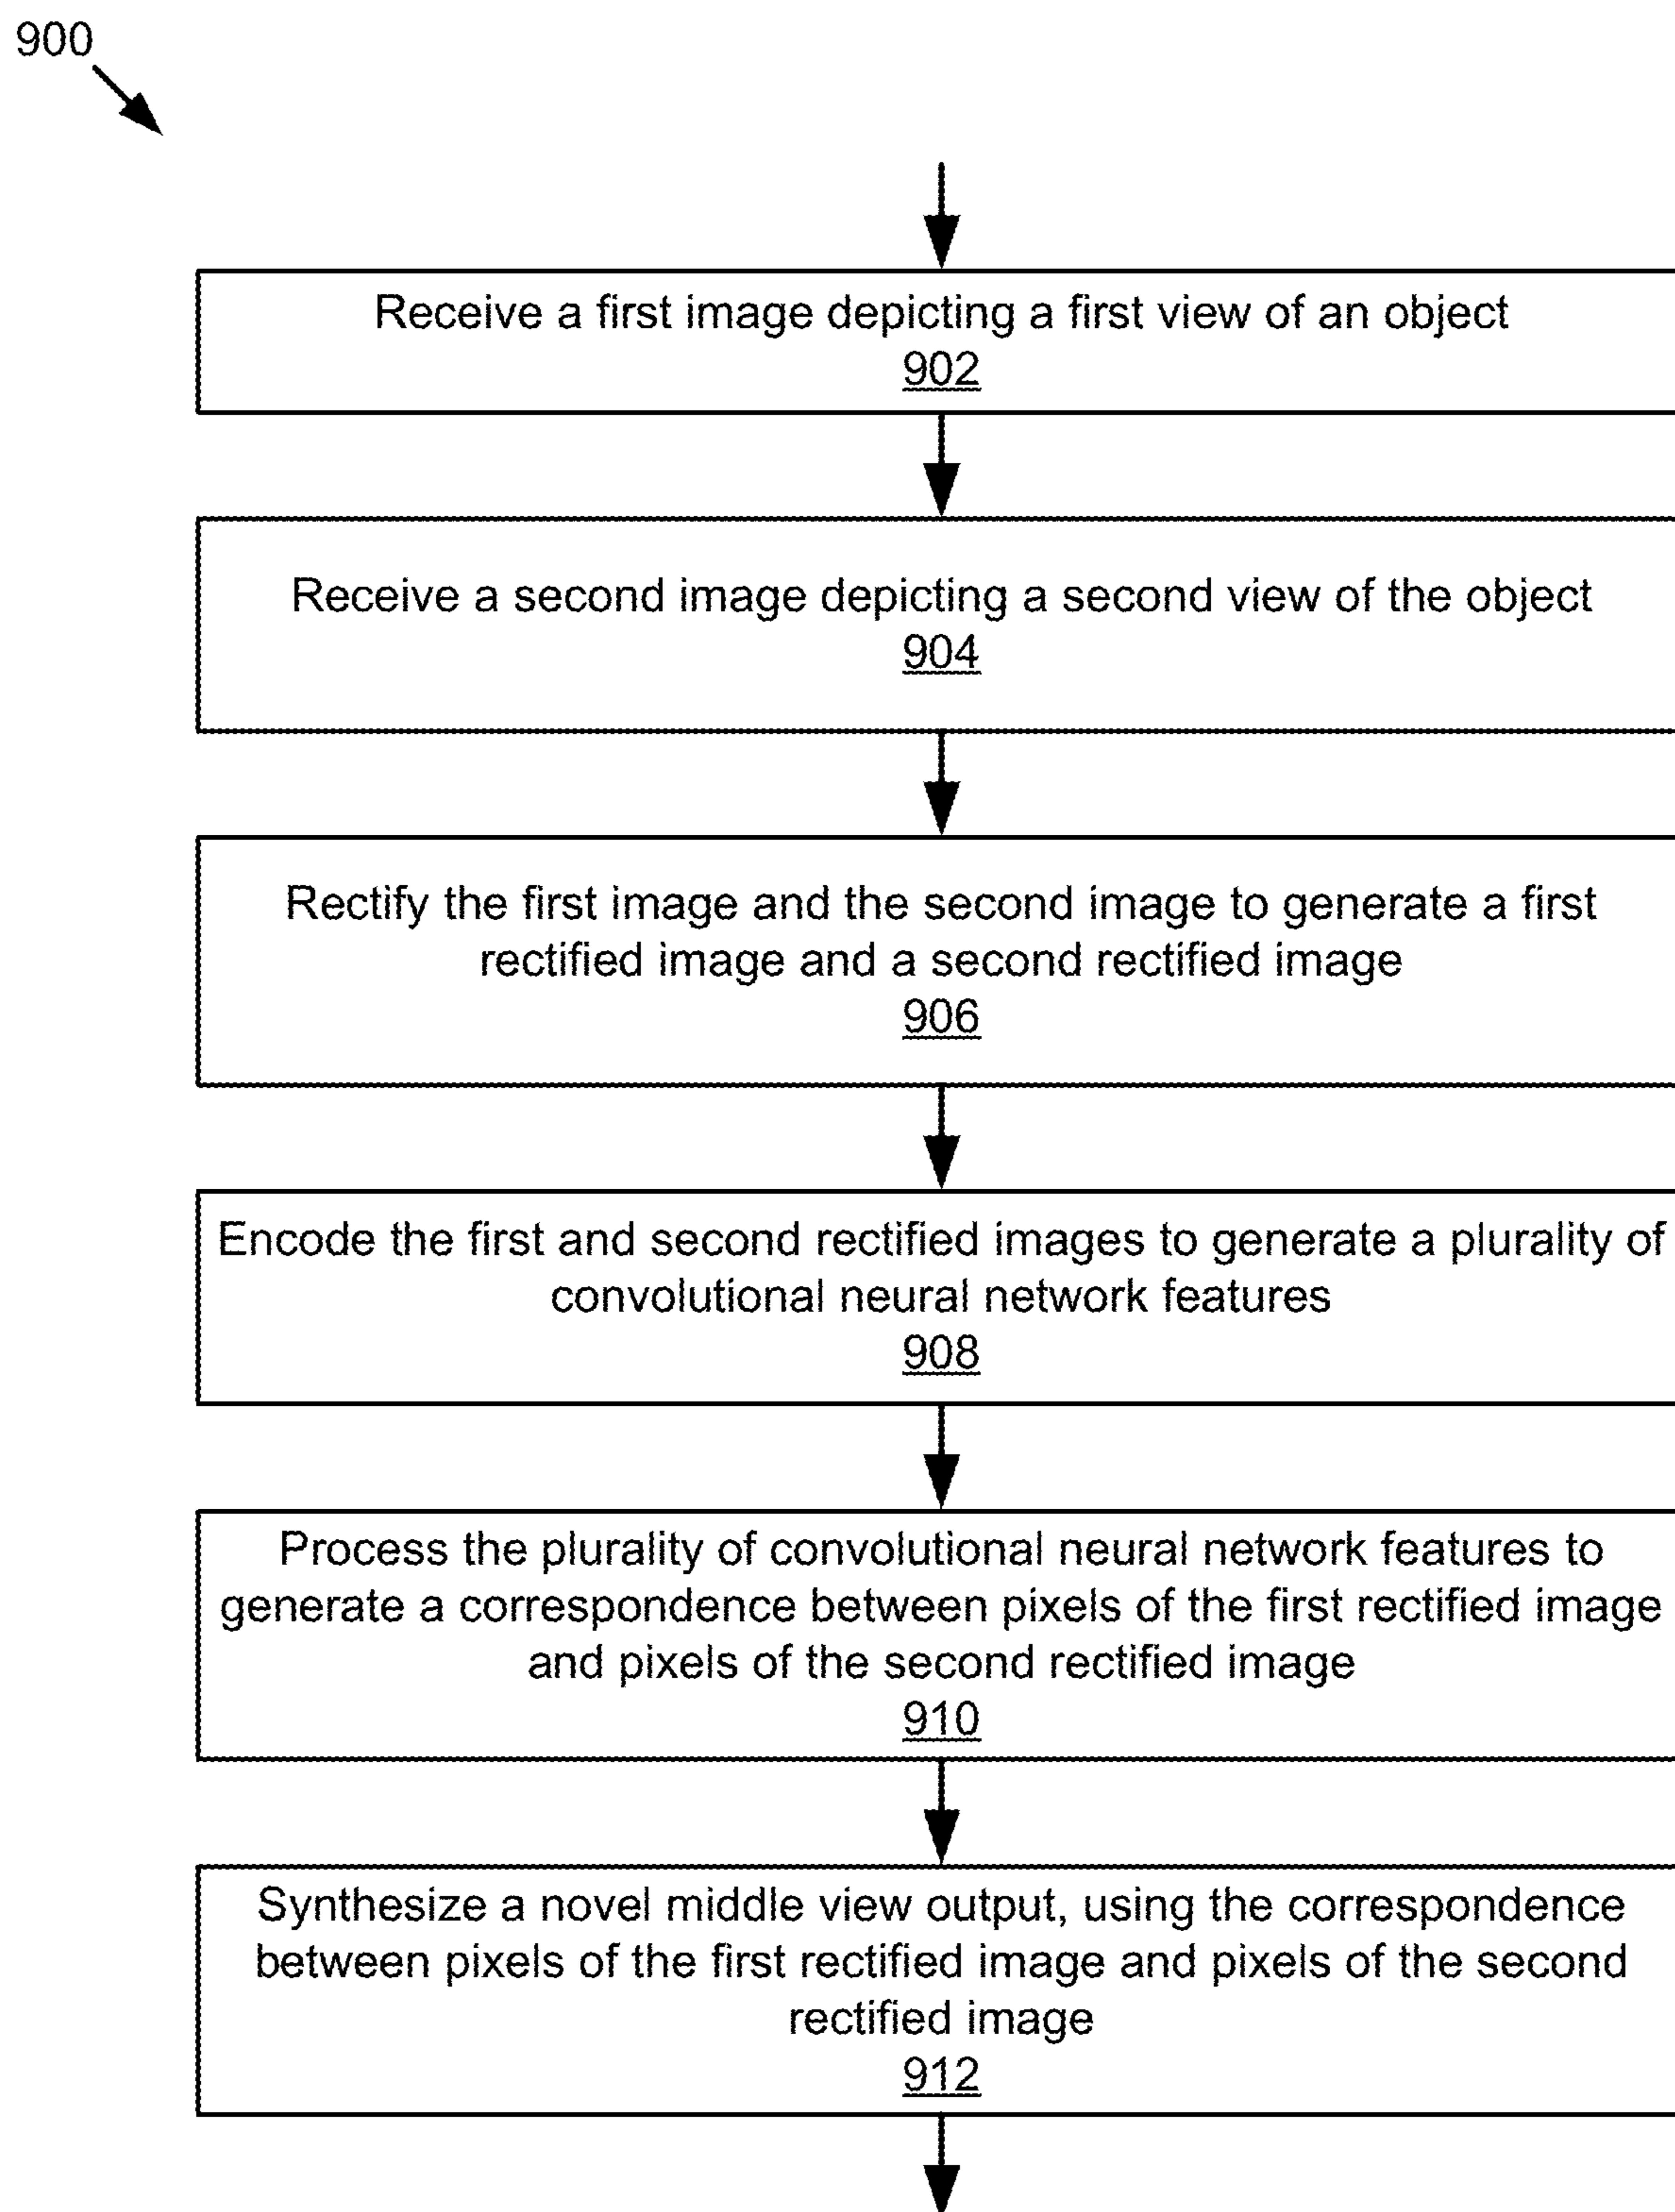 900
Receive a first image depicting a first view of an object
902
Receive a second image depicting a second view of the object
904
Rectify the first image and the second image to generate a first
rectified image and a second rectified image
906
Encode the first and second rectified images to generate a plurality of
convolutional neural network features
908
Process the plurality of convolutional neural network features to
generate a correspondence between pixels of the first rectified image
and pixels of the second rectified image
910
Synthesize a novel middle view output, using the correspondence
between pixels of the first rectified image and pixels of the second
rectified image
912